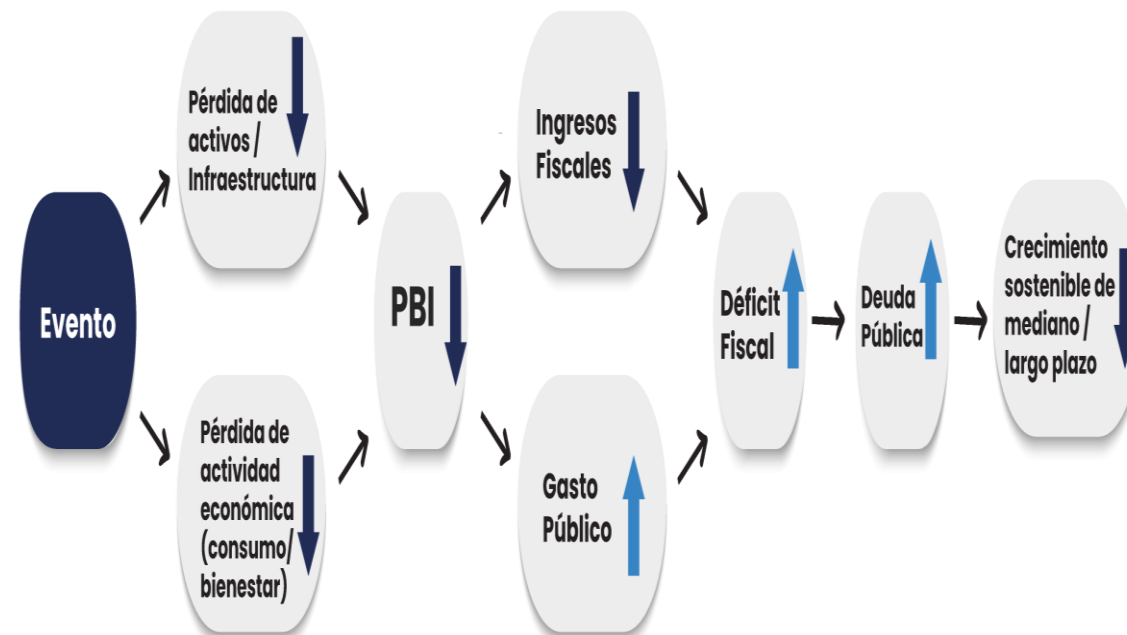 Evento
Pérdida de
activos /
Infraestructura
Pérdida de
actividad
económica
(consumo/
bienestar)
PBI
Ingresos
Fiscales
Gasto
Público
Déficit
Fiscal
Deuda
Pública
Crecimiento
sostenible de
mediano /
largo plazo